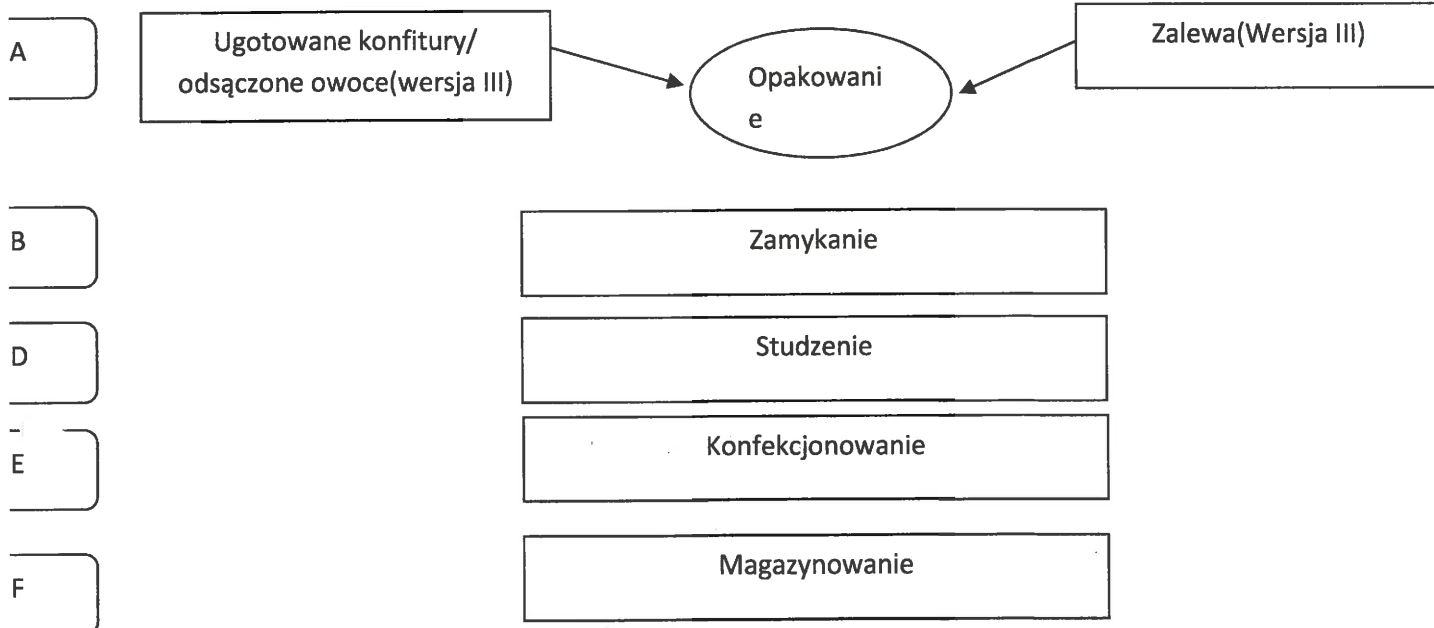 A
Ugotowane konfitury/
odsączone owoce(wersja III)
Opakowani
e
Zalewa(Wersja III)
B
Zamykanie
D
Studzenie
E
Konfekcjonowanie
F
Magazynowanie